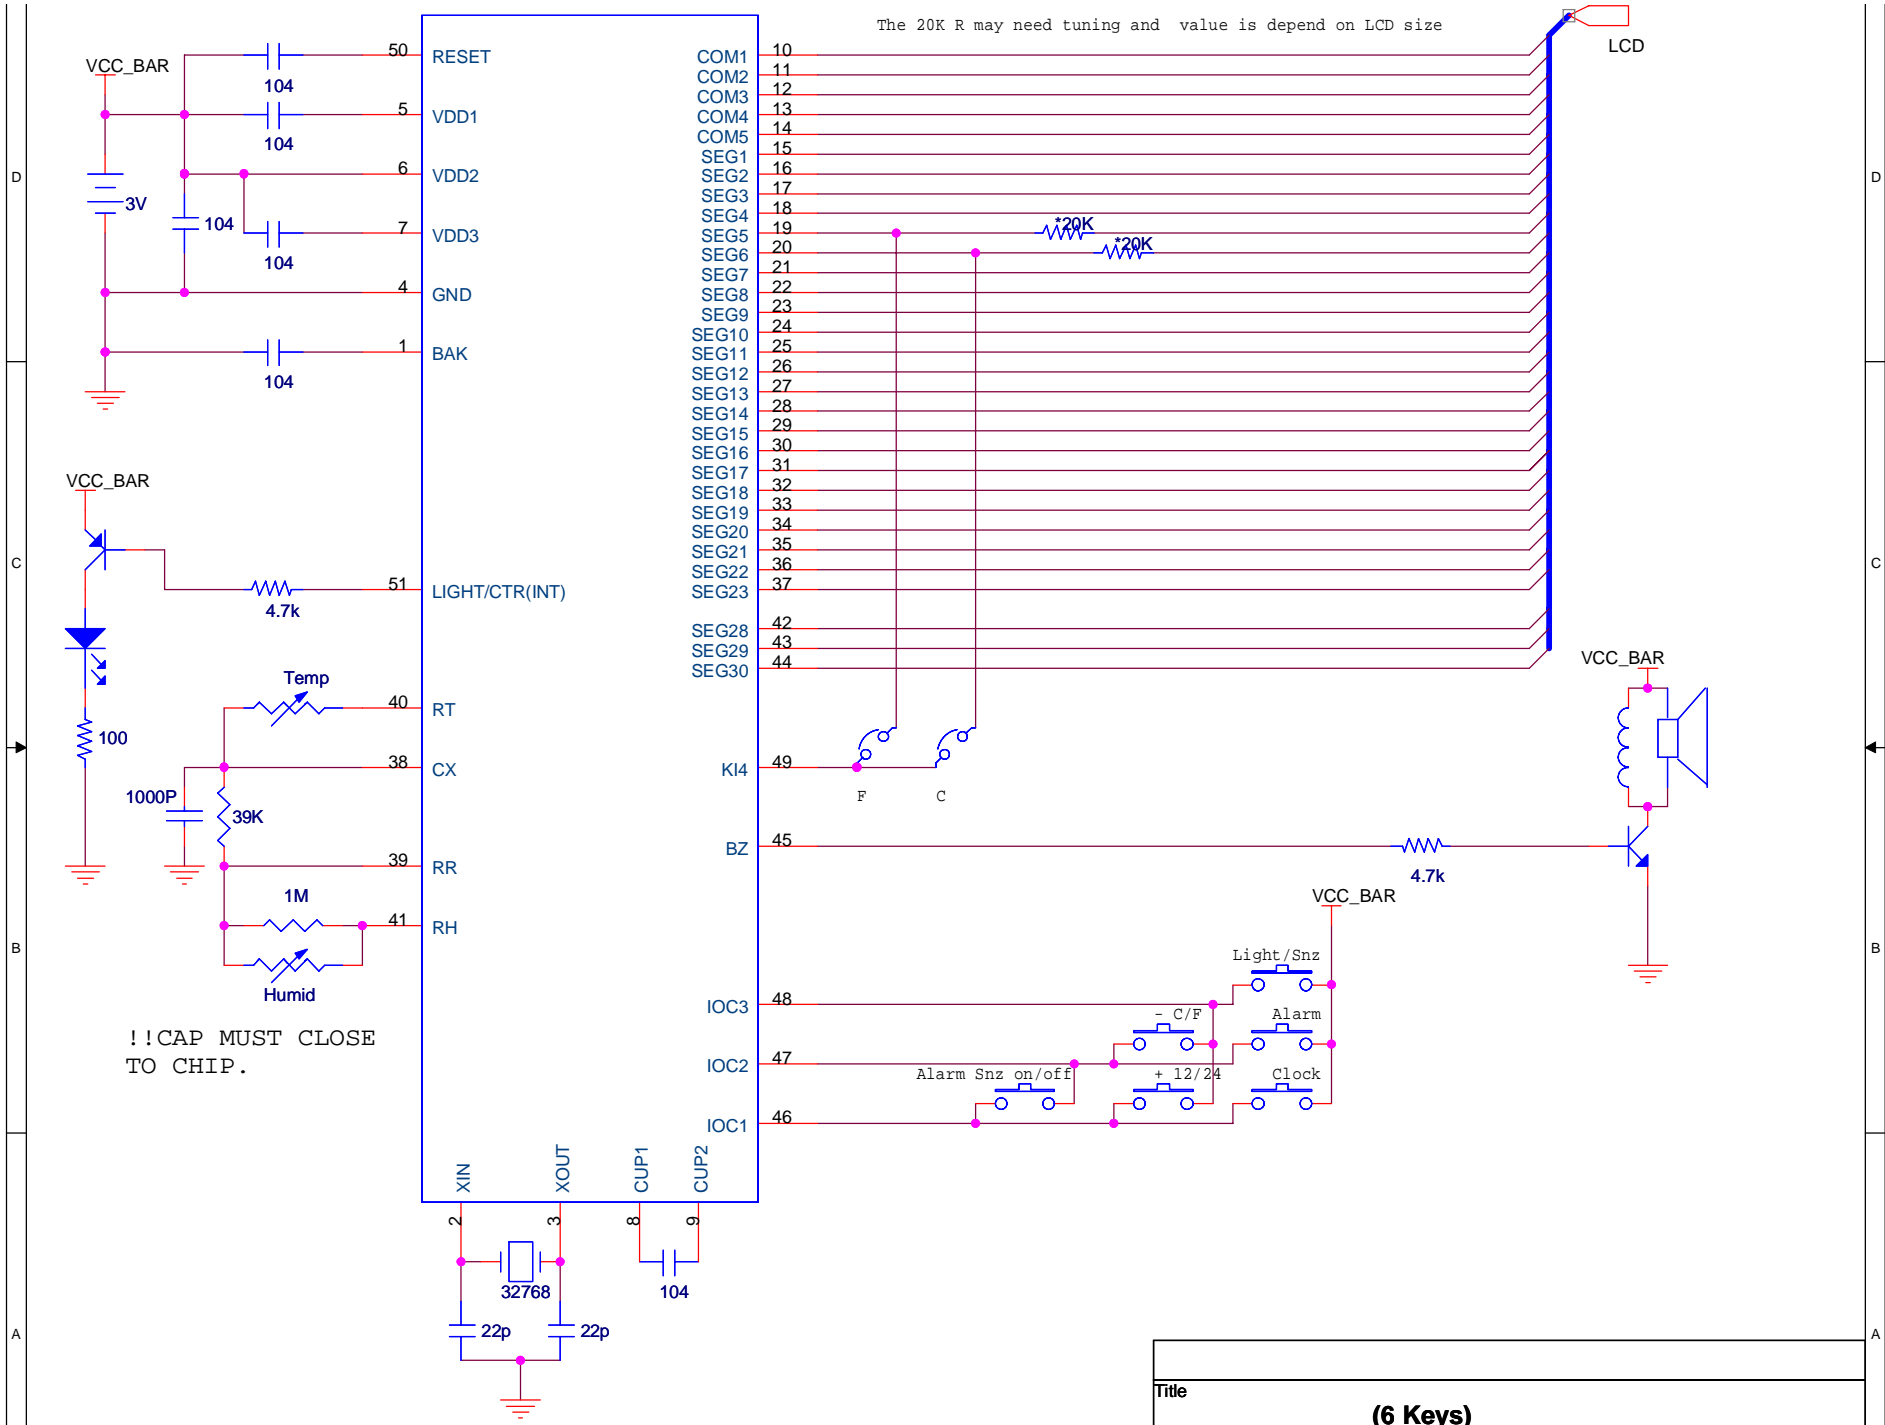 The 20K R may need tuning and value is depend on LCD size
LCD
VCC_BAR
3V
104
104
104
104
104
50 RESET
5 VDD1
6 VDD2
7 VDD3
4 GND
1 BAK
D
D
COM1 10
COM2 11
COM3 12
COM4 13
COM5 14
SEG1 15
SEG2 16
SEG3 17
SEG4 18
SEG5 19
SEG6 20
SEG7 21
SEG8 22
SEG9 23
SEG10 24
SEG11 25
SEG12 26
SEG13 27
SEG14 28
SEG15 29
SEG16 30
SEG17 31
SEG18 32
SEG19 33
SEG20 34
SEG21 35
SEG22 36
SEG23 37
SEG28 42
SEG29 43
SEG30 44
*20K
*20K
VCC_BAR
C
C
4.7k
51 LIGHT/CTR(INT)
100
Temp
40 RT
38 CX
1000P
39K
39 RR
1M
41 RH
Humid
!!CAP MUST CLOSE
TO CHIP.
KI4 49
F
C
VCC_BAR
BZ 45
4.7k
B
B
VCC_BAR
Light/Snz
IOC3 48
- C/F
Alarm
IOC2 47
Alarm Snz on/off
+ 12/24
Clock
IOC1 46
XIN
XOUT
CUP1
CUP2
2
3
8
9
32768
104
22p
22p
A
A
Title
(6 Keys)